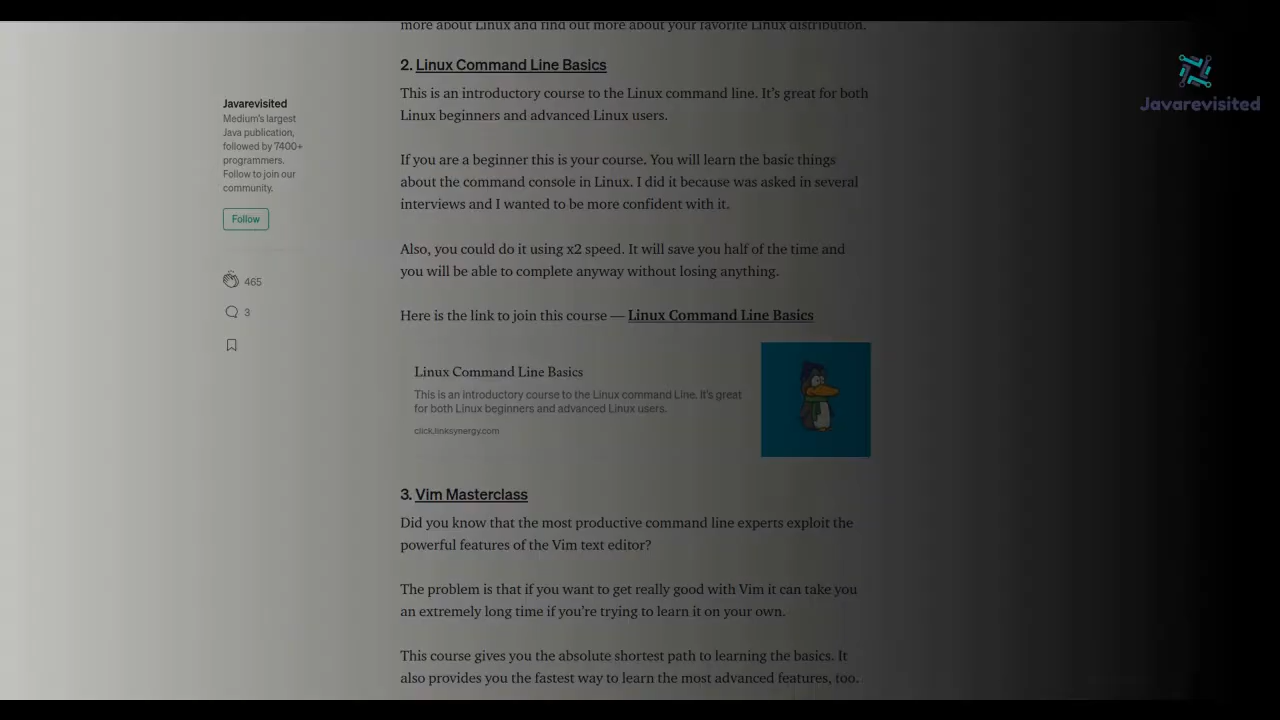 more about Linux and find out more about your favorite Linux distribution.
2. Linux Command Line Basics
This is an introductory course to the Linux command line. It’s great for both
Linux beginners and advanced Linux users.
If you are a beginner this is your course. You will learn the basic things
about the command console in Linux. I did it because was asked in several
interviews and I wanted to be more confident with it.
Also, you could do it using x2 speed. It will save you half of the time and
you will be able to complete anyway without losing anything.
Here is the link to join this course — Linux Command Line Basics
Linux Command Line Basics
This is an introductory course to the Linux command Line. It's great
for both Linux beginners and advanced Linux users.
click.linksynergy.com
3. Vim Masterclass
Did you know that the most productive command line experts exploit the
powerful features of the Vim text editor?
The problem is that if you want to get really good with Vim it can take you
an extremely long time if you’re trying to learn it on your own.
This course gives you the absolute shortest path to learning the basics. It
also provides you the fastest way to learn the most advanced features, too.
Javarevisited
Medium's largest
Java publication,
followed by 7400+
programmers.
Follow to join our
community.
Follow
465
3
Javarevisited